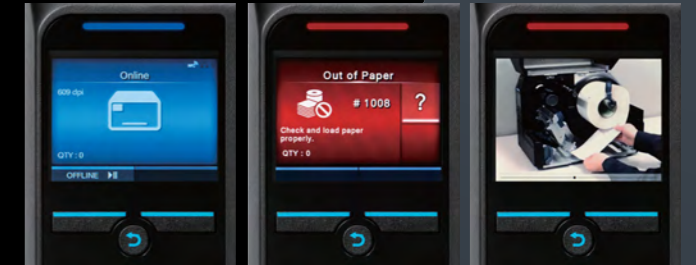 Online
609 dpi
QTY : 0
OFFLINE
Out of Paper
# 1008
?
Check and load paper
properly.
QTY : 0